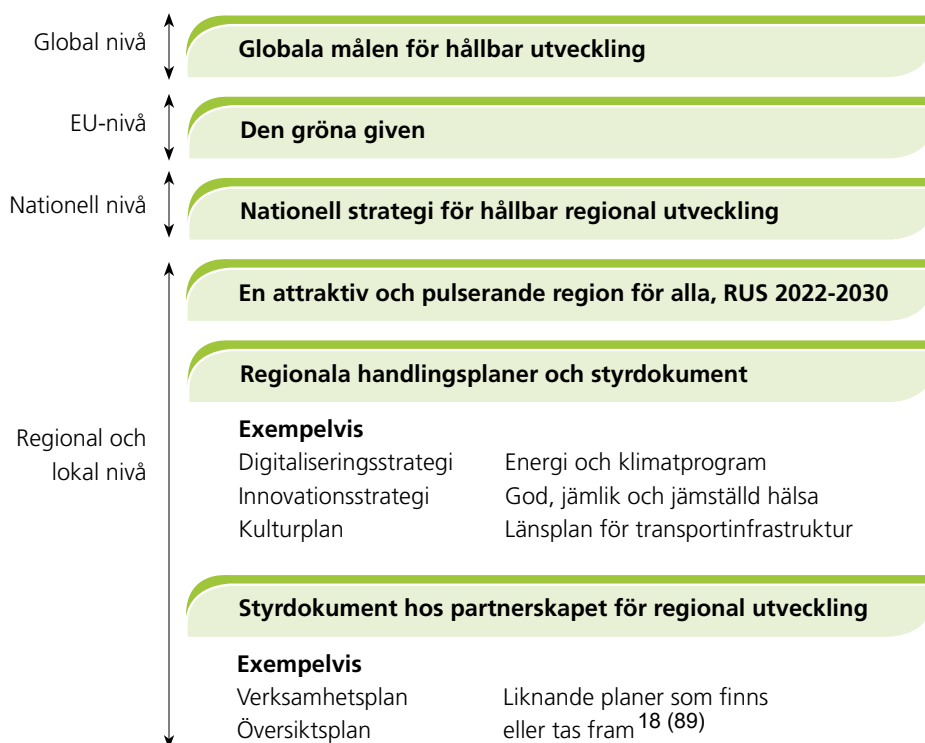 Global nivå
Globala målen för hållbar utveckling
EU-nivå
Den gröna given
Nationell nivå
Nationell strategi för hållbar regional utveckling
En attraktiv och pulserande region för alla, RUS 2022-2030
Regionala handlingsplaner och styrdokument
Regional och
lokal nivå
Exempelvis
Digitaliseringsstrategi Energi och klimatprogram
Innovationsstrategi God, jämlik och jämställd hälsa
Kulturplan Länsplan för transportinfrastruktur
Styrdokument hos partnerskapet för regional utveckling
Exempelvis
Verksamhetsplan Liknande planer som finns
Översiktsplan eller tas fram 18 (89)